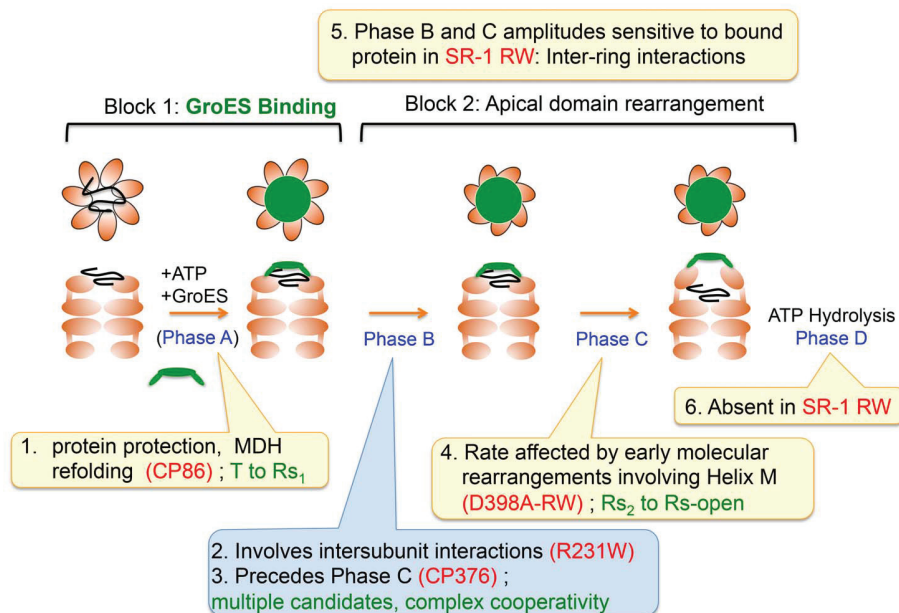 5. Phase B and C amplitudes sensitive to bound
protein in SR-1 RW: Inter-ring interactions
Block 1: GroES Binding
Block 2: Apical domain rearrangement
+ATP
+GroES
(Phase A)
Phase B
Phase C
ATP Hydrolysis
Phase D
6. Absent in SR-1 RW
1. protein protection, MDH
refolding (CP86) ; T to Rs₁
4. Rate affected by early molecular
rearrangements involving Helix M
(D398A-RW) ; Rs₂ to Rs-open
2. Involves intersubunit interactions (R231W)
3. Precedes Phase C (CP376) ;
multiple candidates, complex cooperativity